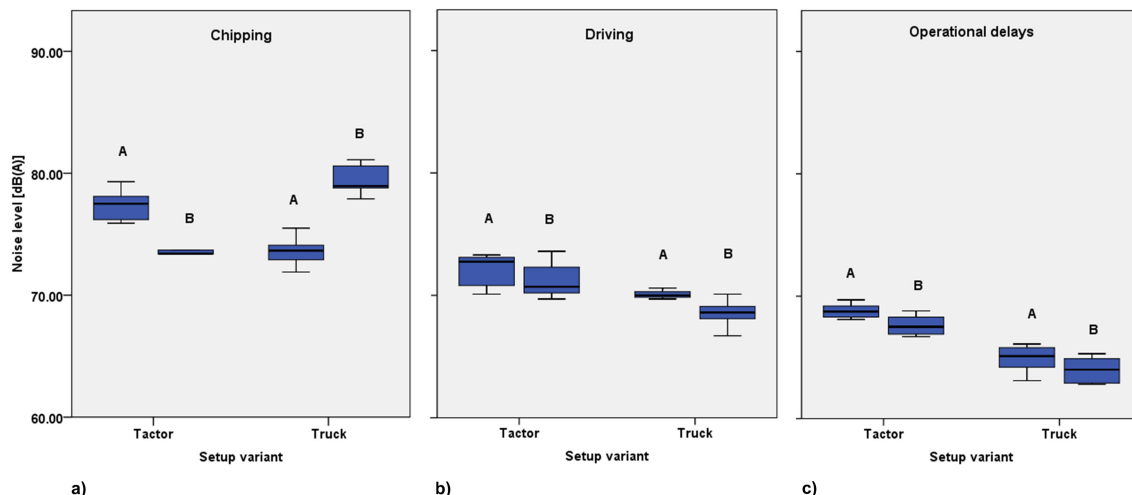 Chipping
Driving
Operational delays
90.00
80.00
70.00
60.00
Noise level [dB(A)]
A
B
A
B
A
B
A
B
A
B
A
B
Tactor
Truck
Tactor
Truck
Tactor
Truck
Setup variant
Setup variant
Setup variant
a)
b)
c)